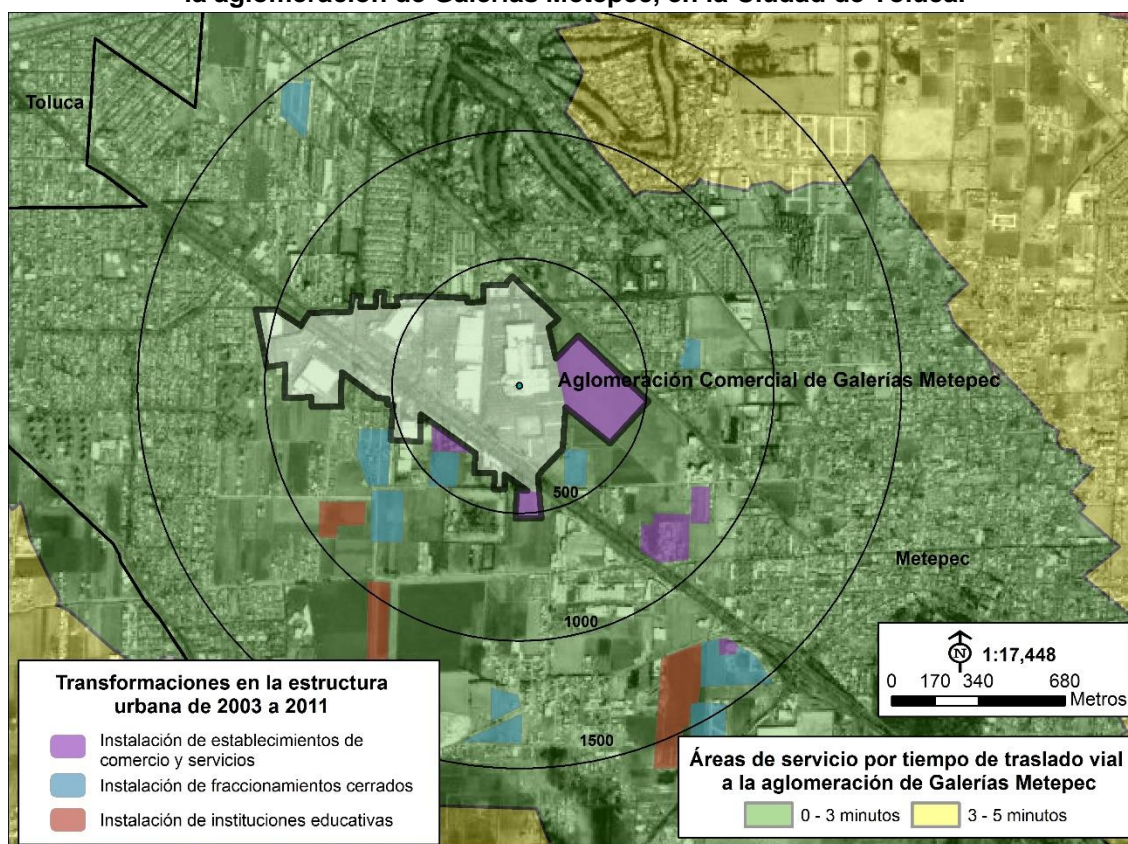 la aglomeración de Galerías Metepec, en la Ciudad de Toluca.
Toluca
Aglomeración Comercial de Galerías Metepec
500
Metepec
1000
1500
N
1:17,448
0 170 340 680
Metros
Transformaciones en la estructura
urbana de 2003 a 2011
Instalación de establecimientos de
comercio y servicios
Instalación de fraccionamientos cerrados
Instalación de instituciones educativas
Áreas de servicio por tiempo de traslado vial
a la aglomeración de Galerías Metepec
0 - 3 minutos
3 - 5 minutos